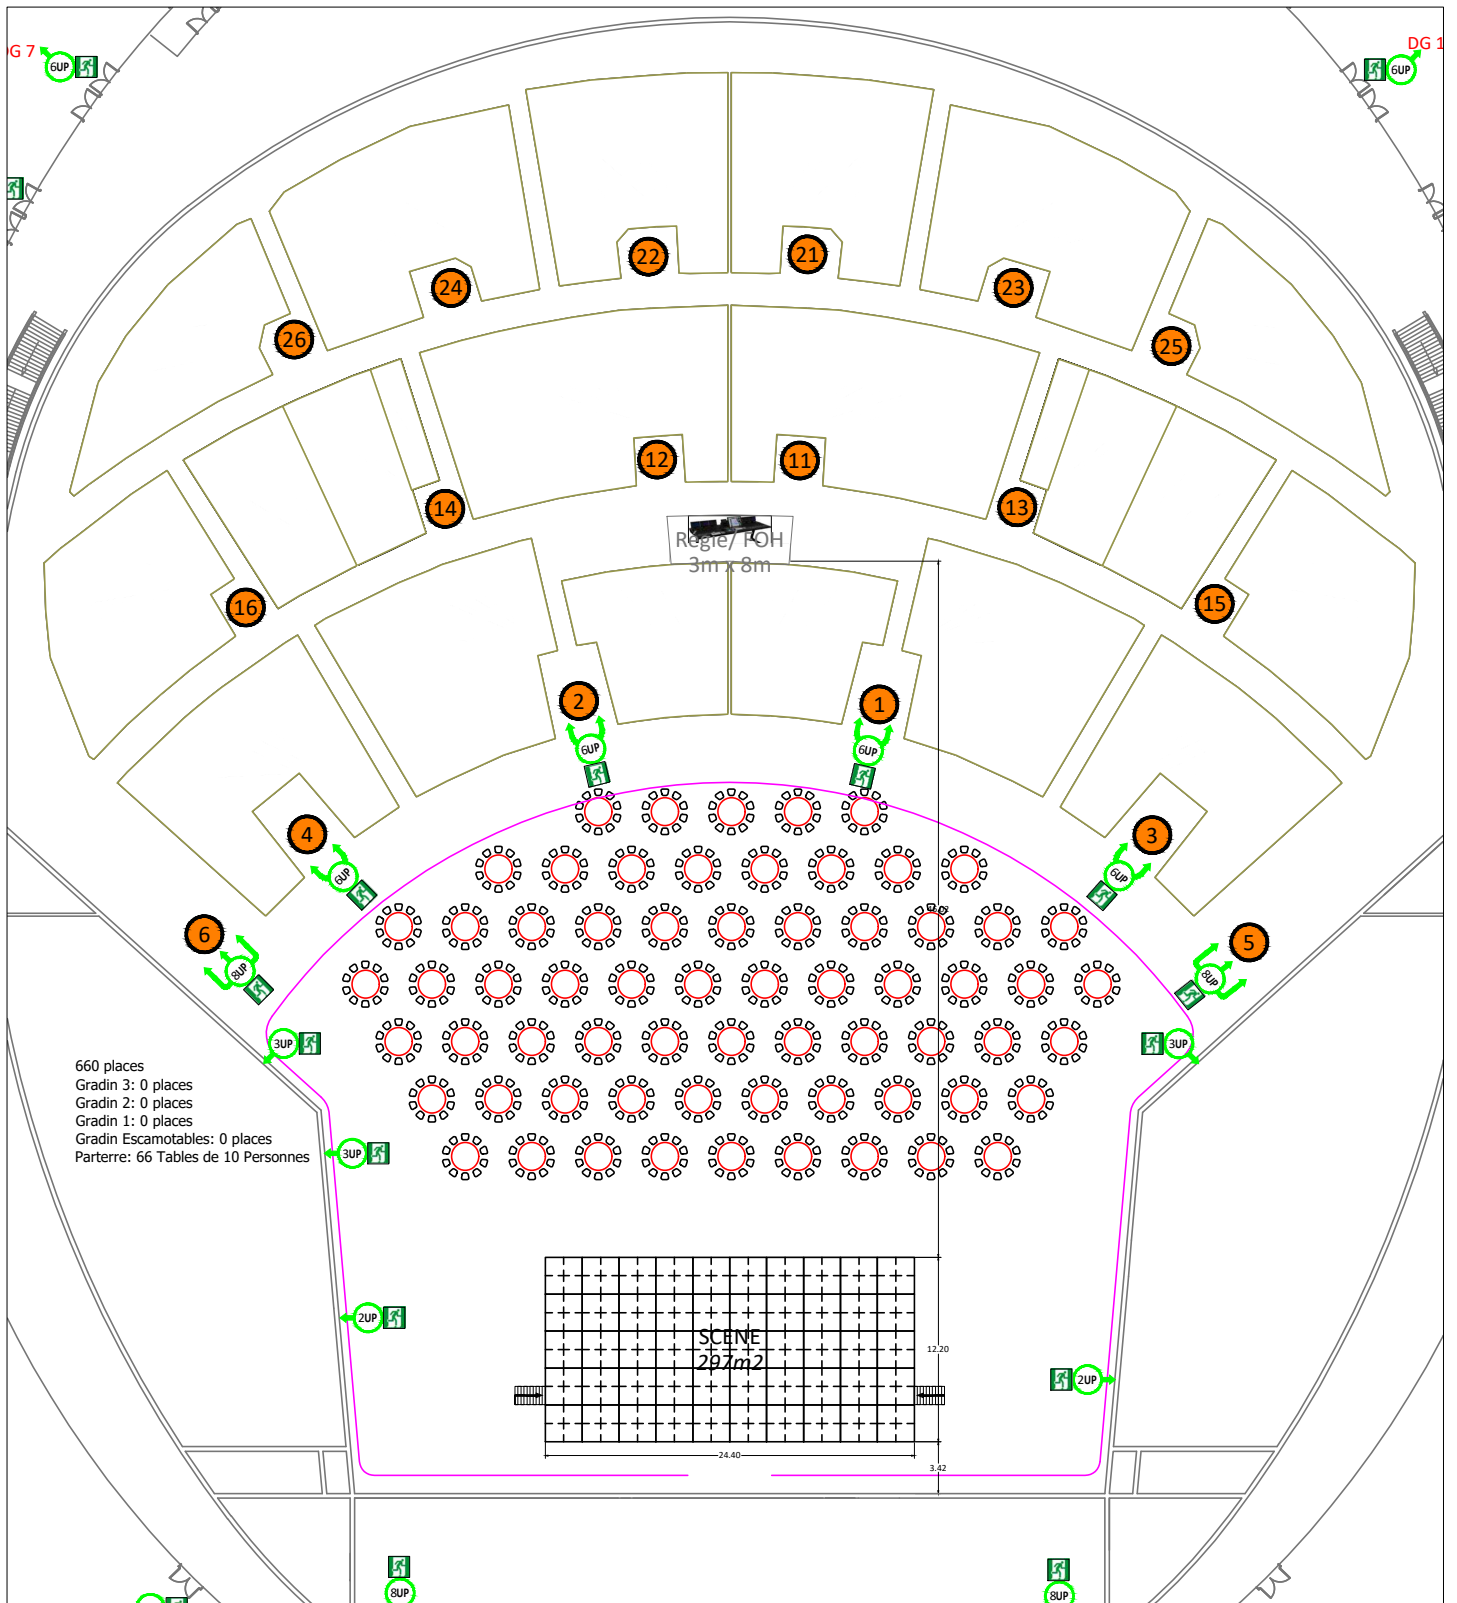 DG 7
6UP
DG 1
6UP
22
21
24
23
26
25
12
11
14
13
Régie/ FOH
3m x 8m
16
15
2
1
6UP
6UP
4
3
6UP
6UP
6
5
8UP
8UP
3UP
3UP
660 places
Gradin 3: 0 places
Gradin 2: 0 places
Gradin 1: 0 places
Gradin Escamotables: 0 places
Parterre: 66 Tables de 10 Personnes
3UP
2UP
SCENE
297m2
12.20
2UP
24.40
3.42
8UP
8UP